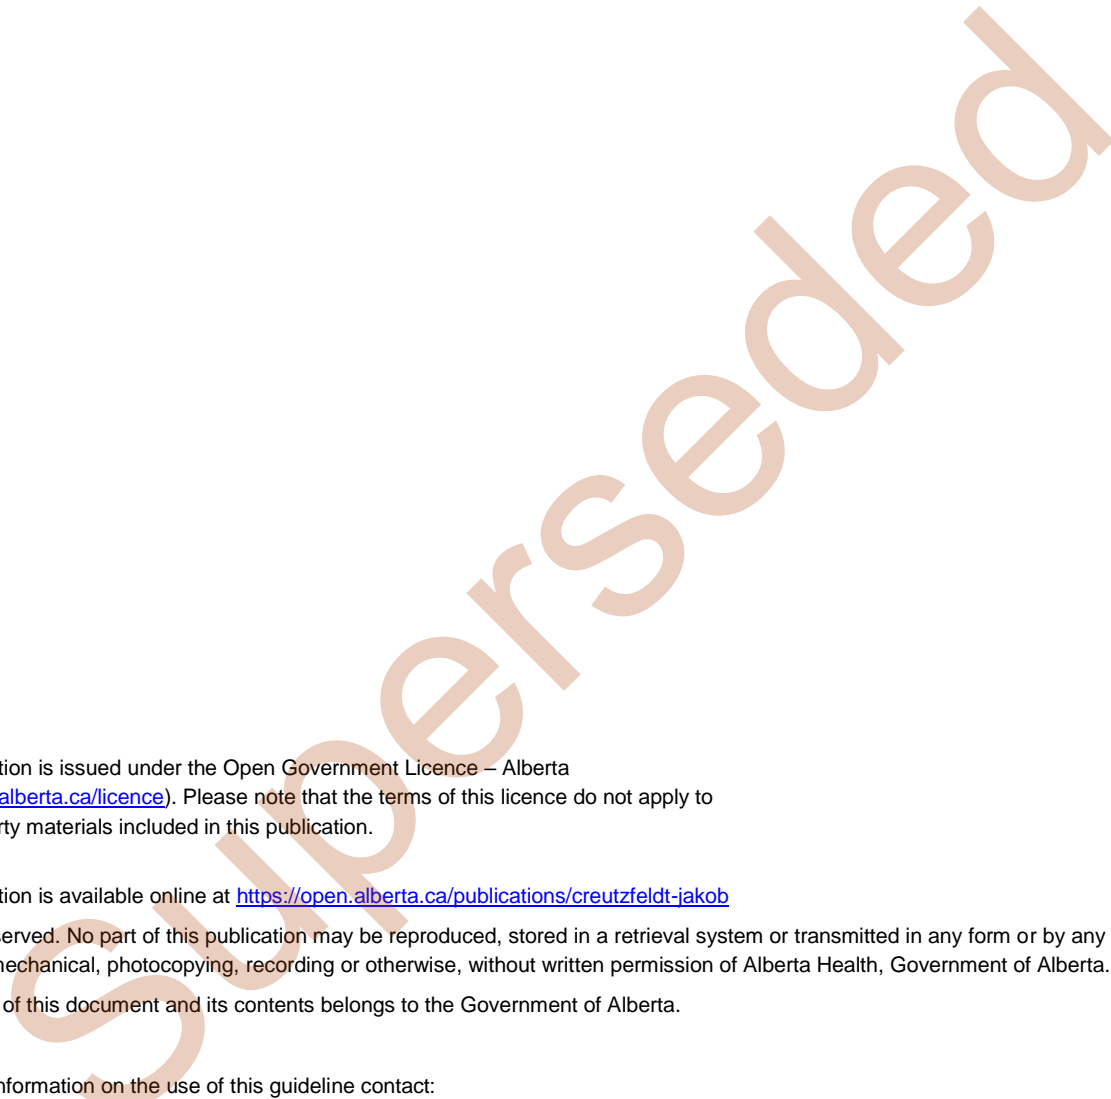 Superseded
tion is issued under the Open Government Licence – Alberta
alberta.ca/licence). Please note that the terms of this licence do not apply to
rty materials included in this publication.
tion is available online at https://open.alberta.ca/publications/creutzfeldt-jakob
served. No part of this publication may be reproduced, stored in a retrieval system or transmitted in any form or by any
mechanical, photocopying, recording or otherwise, without written permission of Alberta Health, Government of Alberta.
of this document and its contents belongs to the Government of Alberta.
nformation on the use of this guideline contact: